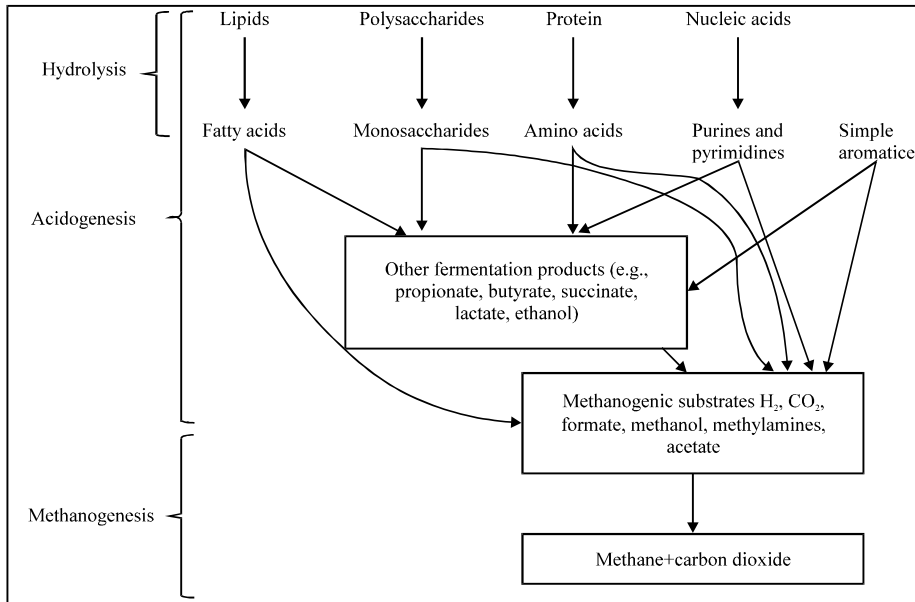 Lipids
Polysaccharides
Protein
Nucleic acids
Hydrolysis
Fatty acids
Monosaccharides
Amino acids
Purines and
pyrimidines
Simple
aromatice
Acidogenesis
Other fermentation products (e.g.,
propionate, butyrate, succinate,
lactate, ethanol)
Methanogenic substrates H₂, CO₂,
formate, methanol, methylamines,
acetate
Methanogenesis
Methane+carbon dioxide